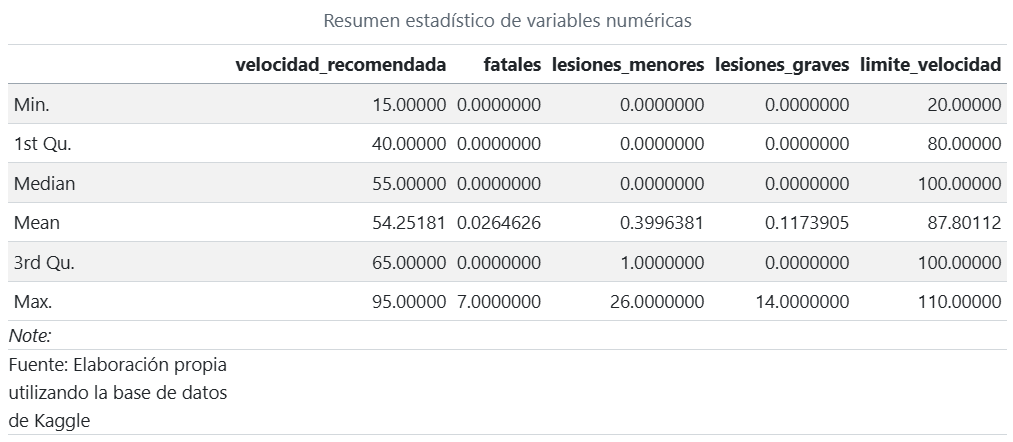 Resumen estadístico de variables numéricas
velocidad_recomendada fatales lesiones_menores lesiones_graves limite_velocidad
Min. 15.00000 0.0000000 0.0000000 0.0000000 20.00000
1st Qu. 40.00000 0.0000000 0.0000000 0.0000000 80.00000
Median 55.00000 0.0000000 0.0000000 0.0000000 100.00000
Mean 54.25181 0.0264626 0.3996381 0.1173905 87.80112
3rd Qu. 65.00000 0.0000000 1.0000000 0.0000000 100.00000
Max. 95.00000 7.0000000 26.0000000 14.0000000 110.00000
Note:
Fuente: Elaboración propia
utilizando la base de datos
de Kaggle